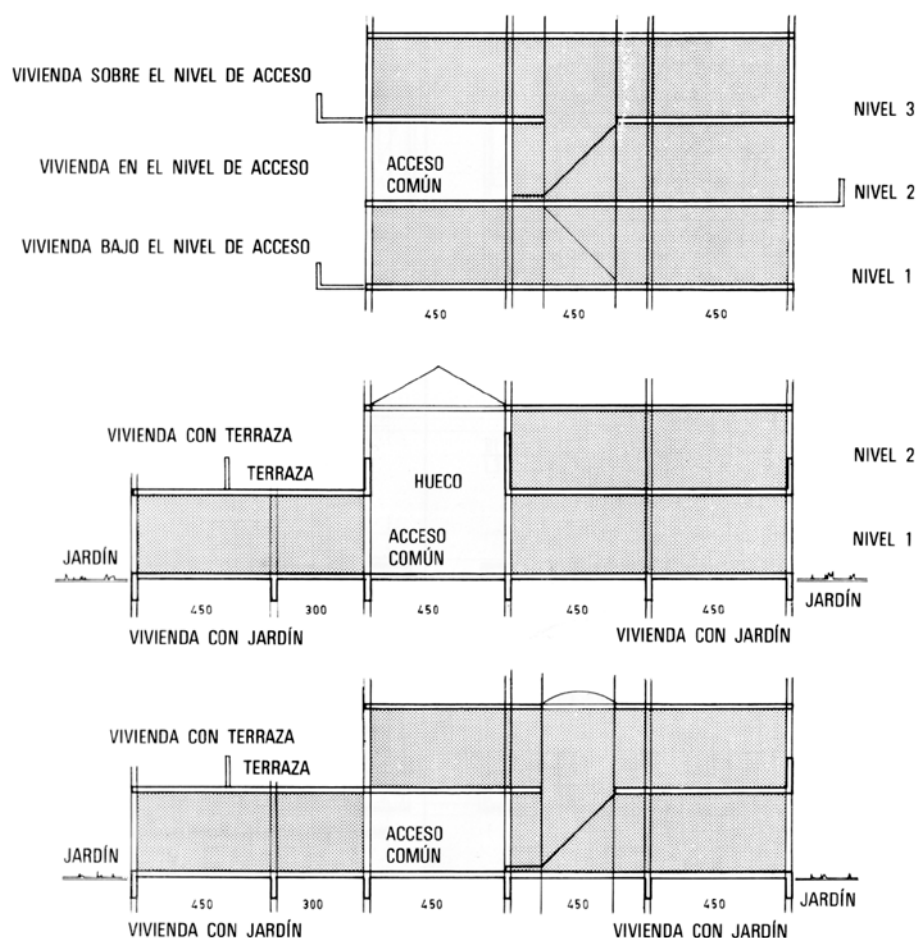 VIVIENDA SOBRE EL NIVEL DE ACCESO
NIVEL 3
VIVIENDA EN EL NIVEL DE ACCESO
ACCESO
COMÚN
NIVEL 2
VIVIENDA BAJO EL NIVEL DE ACCESO
NIVEL 1
450 450 450
VIVIENDA CON TERRAZA
TERRAZA
HUECO
NIVEL 2
ACCESO
COMÚN
NIVEL 1
JARDÍN
JARDÍN
450 300 450 450 450
VIVIENDA CON JARDÍN
VIVIENDA CON JARDÍN
VIVIENDA CON TERRAZA
TERRAZA
ACCESO
COMÚN
JARDÍN
JARDÍN
450 300 450 450 450
VIVIENDA CON JARDÍN
VIVIENDA CON JARDÍN